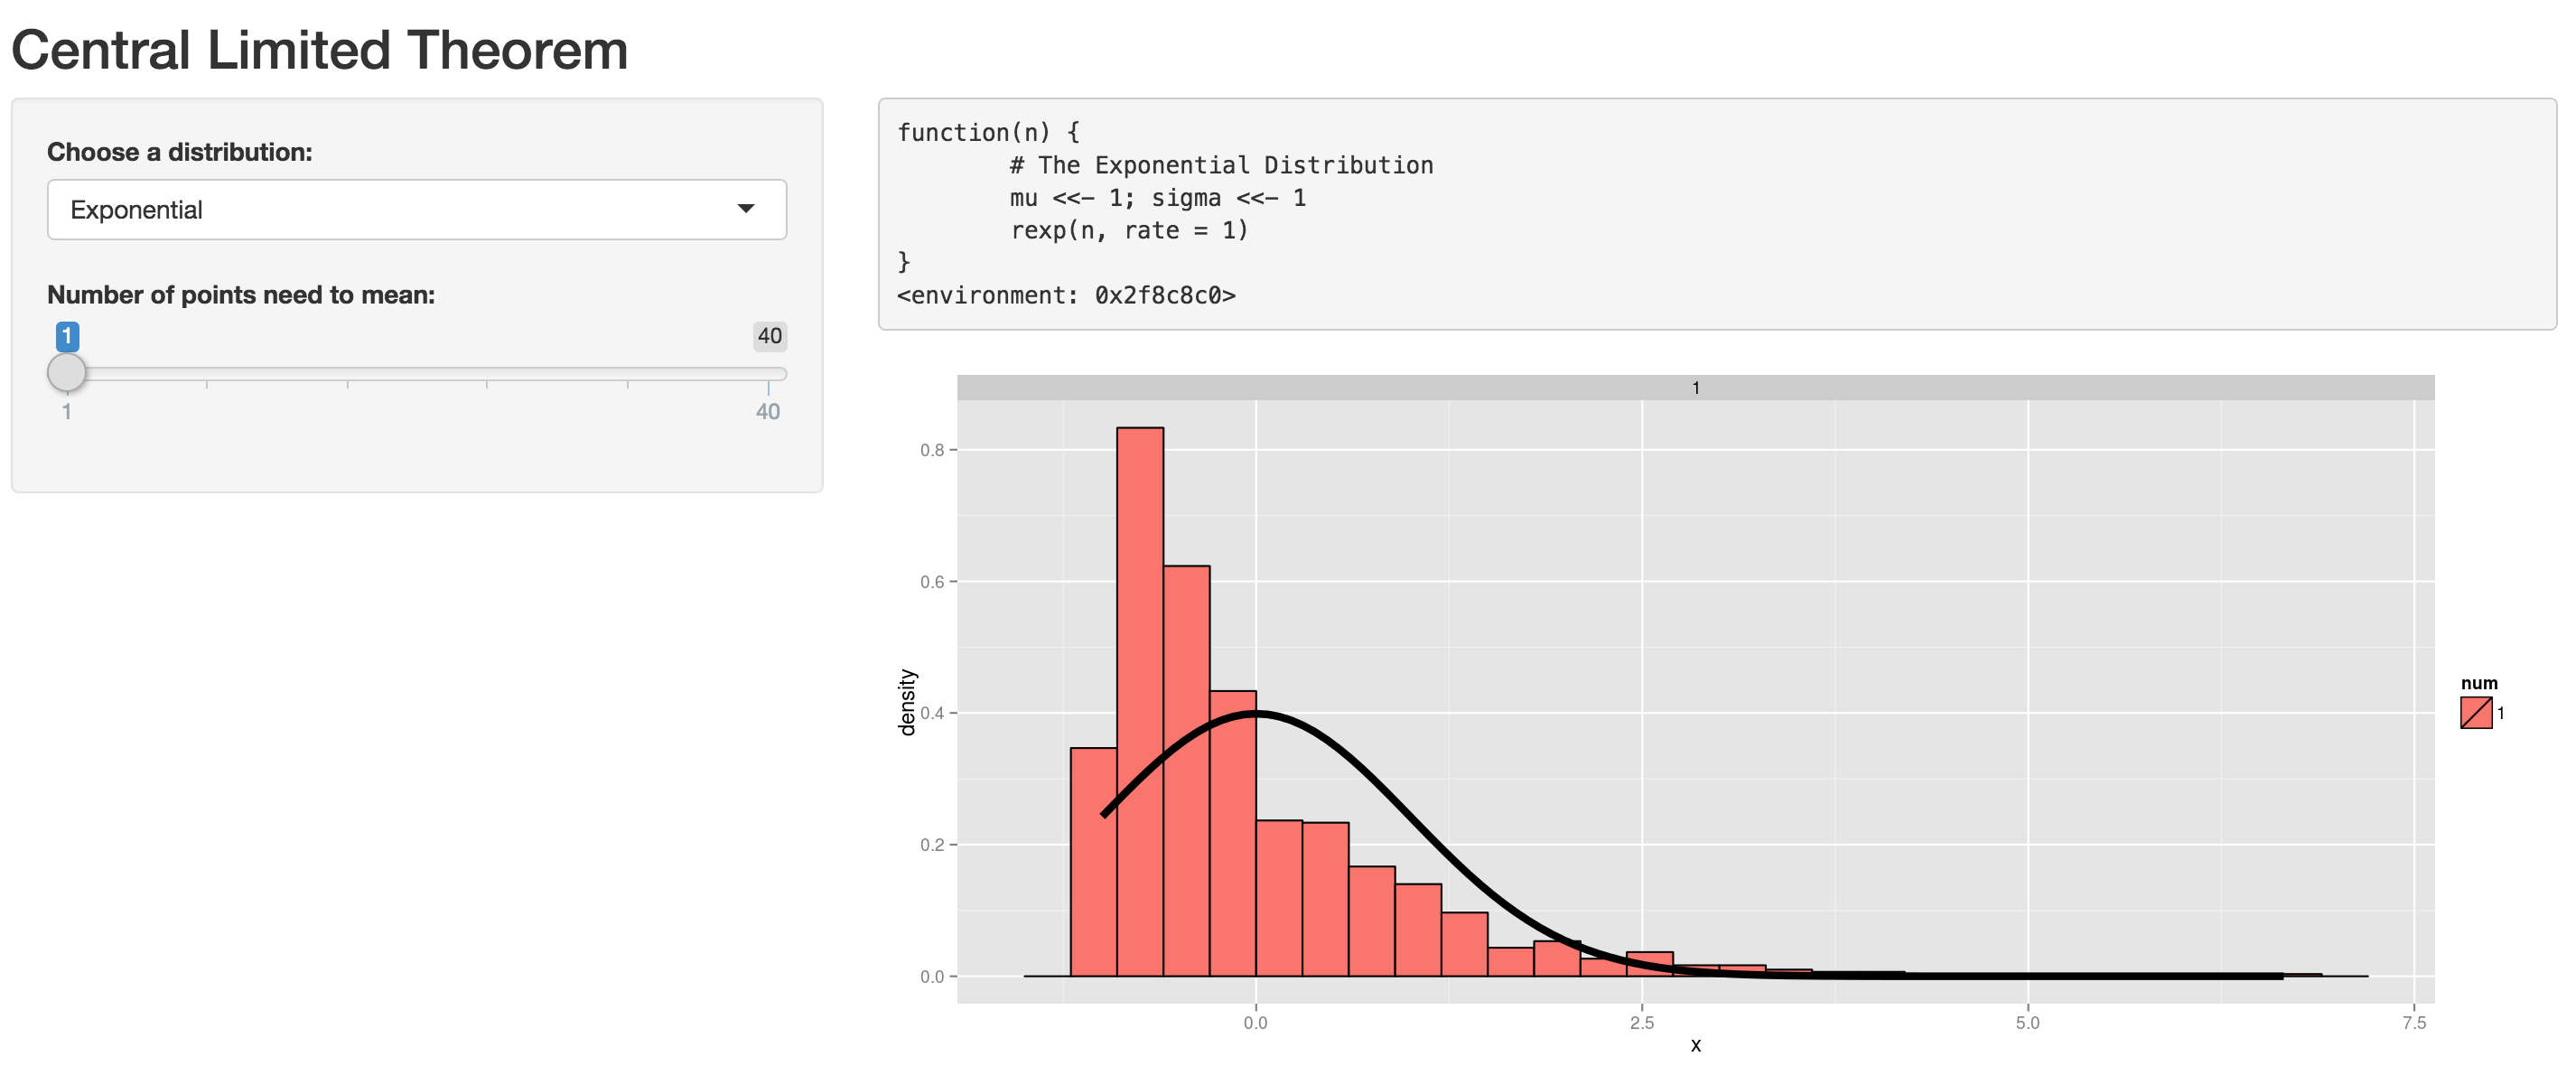 Central Limited Theorem
Choose a distribution:
Exponential
Number of points need to mean:
1
40
1
40
function(n) {
        # The Exponential Distribution
        mu <<- 1; sigma <<- 1
        rexp(n, rate = 1)
}
<environment: 0x2f8c8c0>
1
0.8
0.6
0.4
0.2
0.0
density
0.0
2.5
5.0
7.5
x
num
1